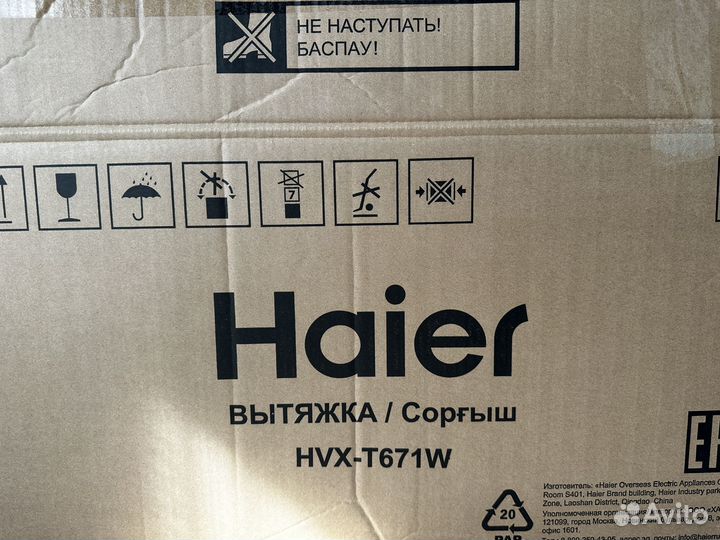 НЕ НАСТУПАТЬ!
БАСПАУ!
7
Haier
ВЫТЯЖКА / Сорғыш
HVX-T671W
Изготовитель: «Haier Overseas Electric Appliances
Room S401, Haier Brand building, Haier Industry
Zone, Laoshan District, Qingdao, China
Уполномоченная
121099, город Москва,
офис 1601.
20
PAP
Avito